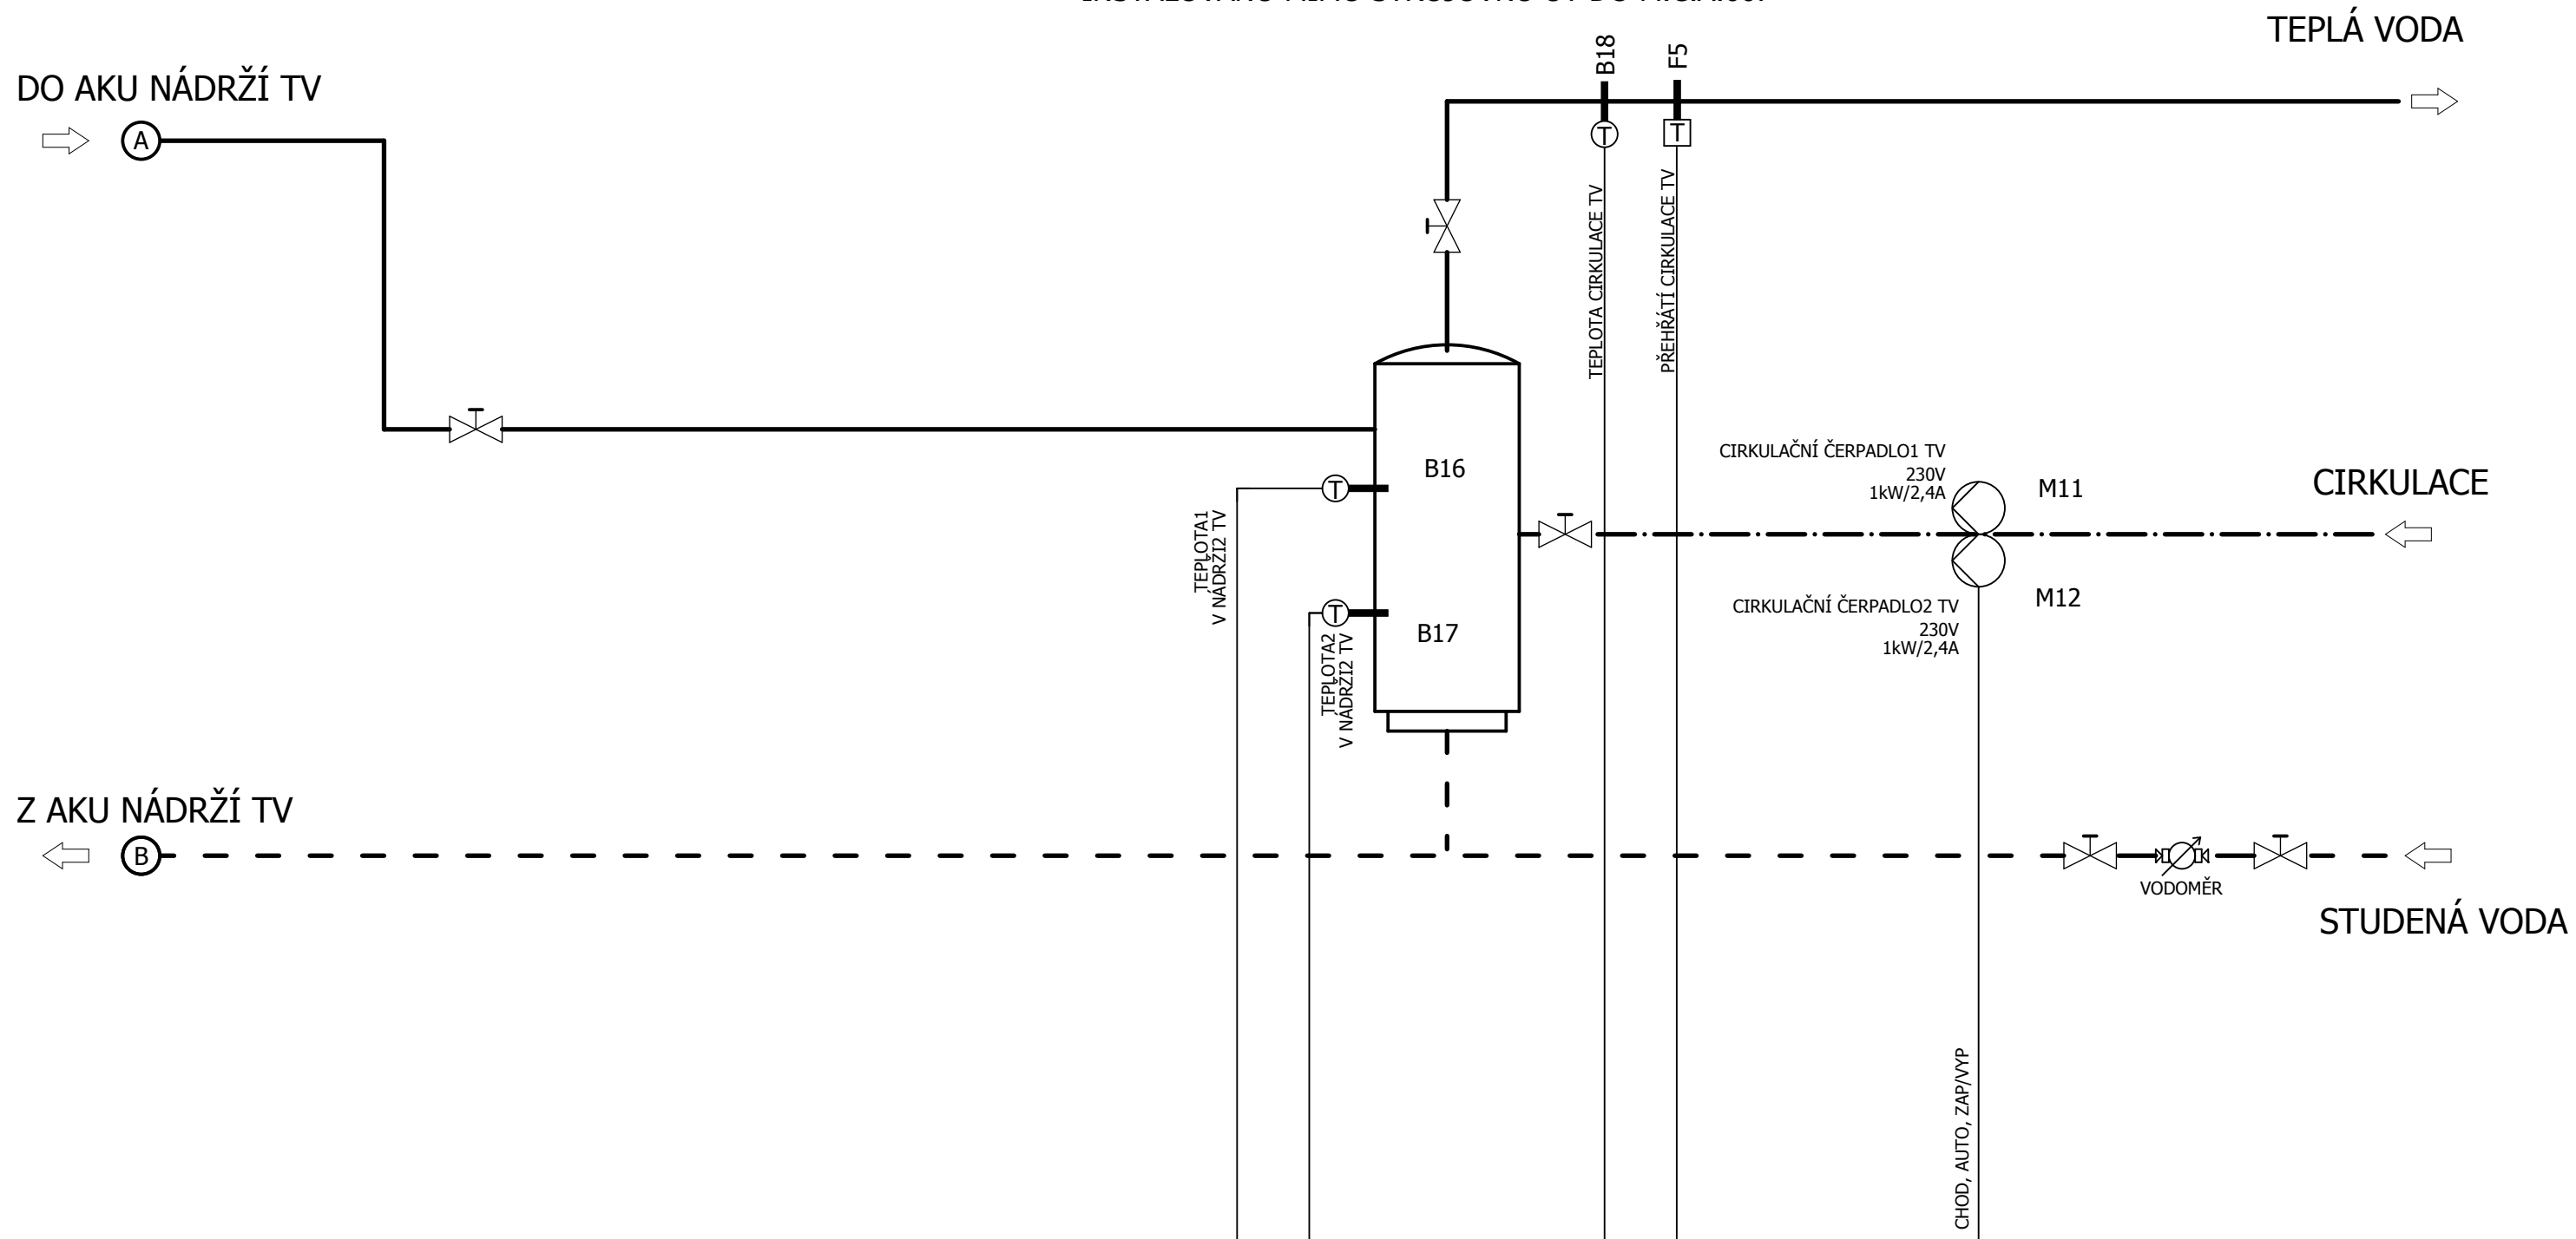 TEPLÁ VODA
B18
F5
DO AKU NÁDRŽÍ TV
A
T
T
TEPLOTA CIRKULACE TV
PŘEHŘÁTÍ CIRKULACE TV
CIRKULAČNÍ ČERPADLO1 TV
230V
1kW/2,4A
M11
CIRKULACE
B16
T
TEPLOTA1
V NÁDRŽI2 TV
B17
T
TEPLOTA2
V NÁDRŽI2 TV
CIRKULAČNÍ ČERPADLO2 TV
230V
1kW/2,4A
M12
Z AKU NÁDRŽÍ TV
B
VODOMĚR
STUDENÁ VODA
CHOD, AUTO, ZAP/VYP